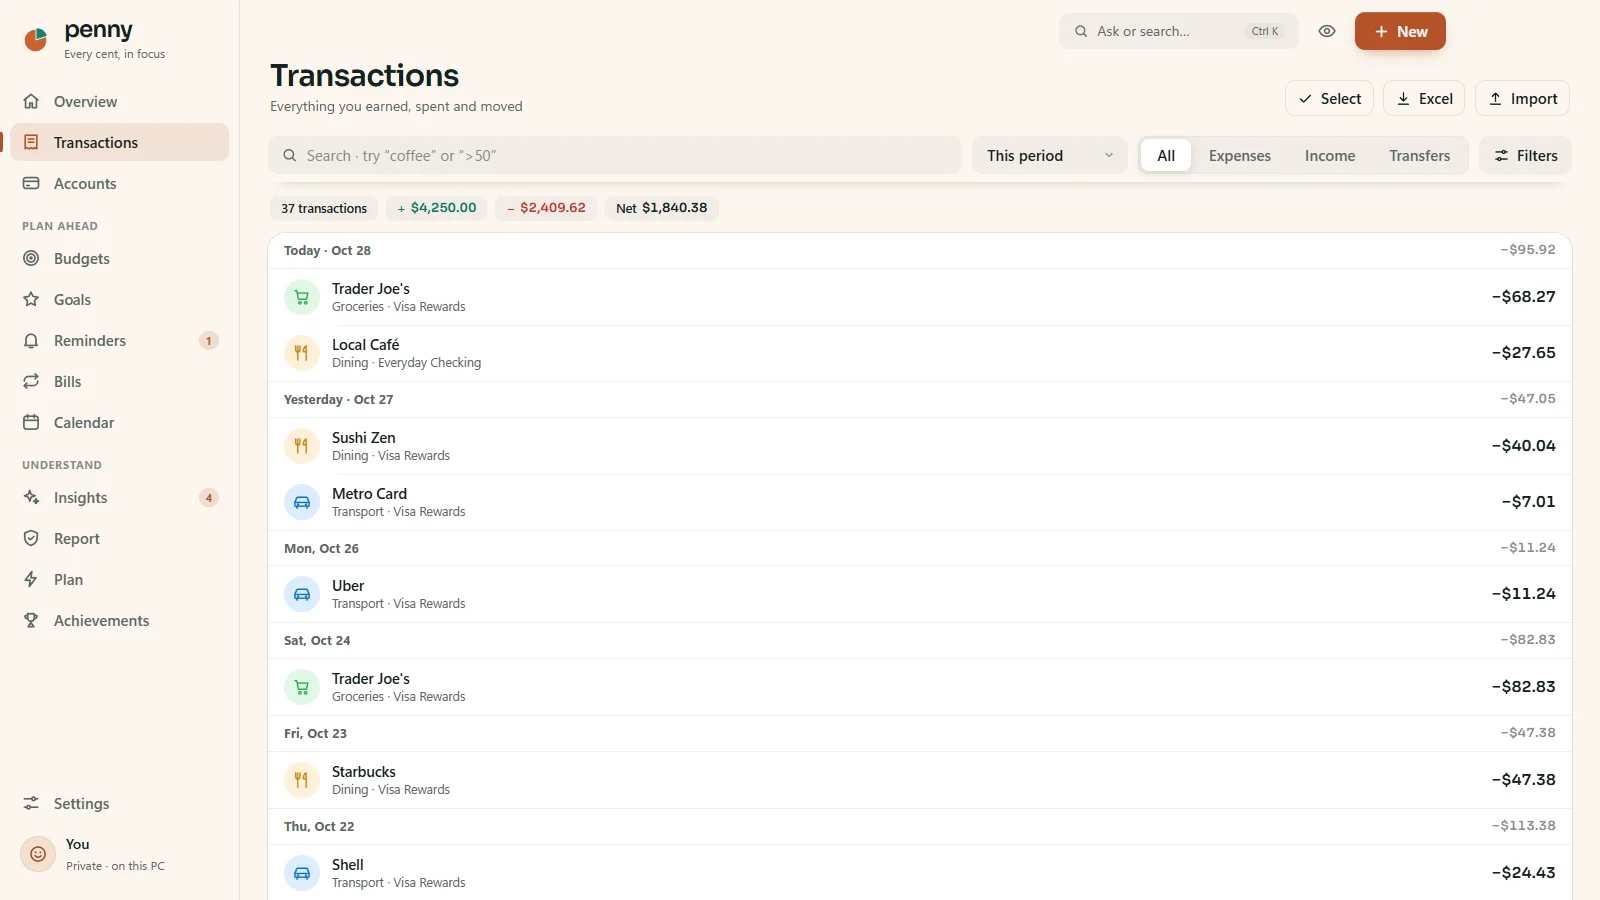 penny
Every cent, in focus
Overview
Transactions
Accounts
PLAN AHEAD
Budgets
Goals
Reminders 1
Bills
Calendar
UNDERSTAND
Insights 4
Report
Plan
Achievements
Settings
You
Private · on this PC
Ask or search... Ctrl K
+ New
Transactions
Everything you earned, spent and moved
Select Excel Import
Search · try “coffee” or “>50” This period All Expenses Income Transfers Filters
37 transactions + $4,250.00 − $2,409.62 Net $1,840.38
Today · Oct 28 −$95.92
Trader Joe's
Groceries · Visa Rewards −$68.27
Local Café
Dining · Everyday Checking −$27.65
Yesterday · Oct 27 −$47.05
Sushi Zen
Dining · Visa Rewards −$40.04
Metro Card
Transport · Visa Rewards −$7.01
Mon, Oct 26 −$11.24
Uber
Transport · Visa Rewards −$11.24
Sat, Oct 24 −$82.83
Trader Joe's
Groceries · Visa Rewards −$82.83
Fri, Oct 23 −$47.38
Starbucks
Dining · Visa Rewards −$47.38
Thu, Oct 22 −$113.38
Shell
Transport · Visa Rewards −$24.43